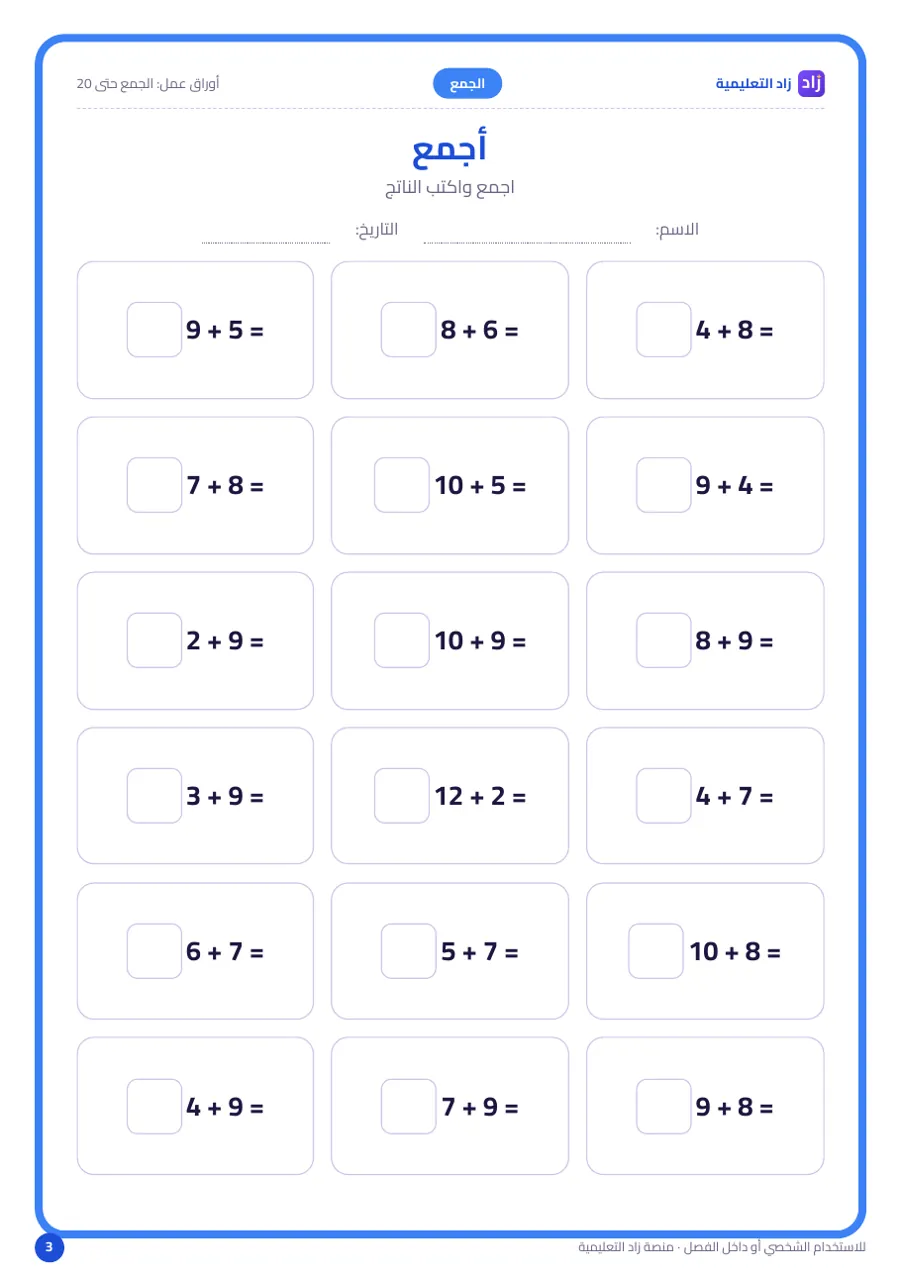 زاد زاد التعليمية
الجمع
أوراق عمل: الجمع حتى 20
أجمع
اجمع واكتب الناتج
الاسم: التاريخ:
4 + 8 =
8 + 6 =
9 + 5 =
9 + 4 =
10 + 5 =
7 + 8 =
8 + 9 =
10 + 9 =
2 + 9 =
4 + 7 =
12 + 2 =
3 + 9 =
10 + 8 =
5 + 7 =
6 + 7 =
9 + 8 =
7 + 9 =
4 + 9 =
للاستخدام الشخصي أو داخل الفصل · منصة زاد التعليمية
3